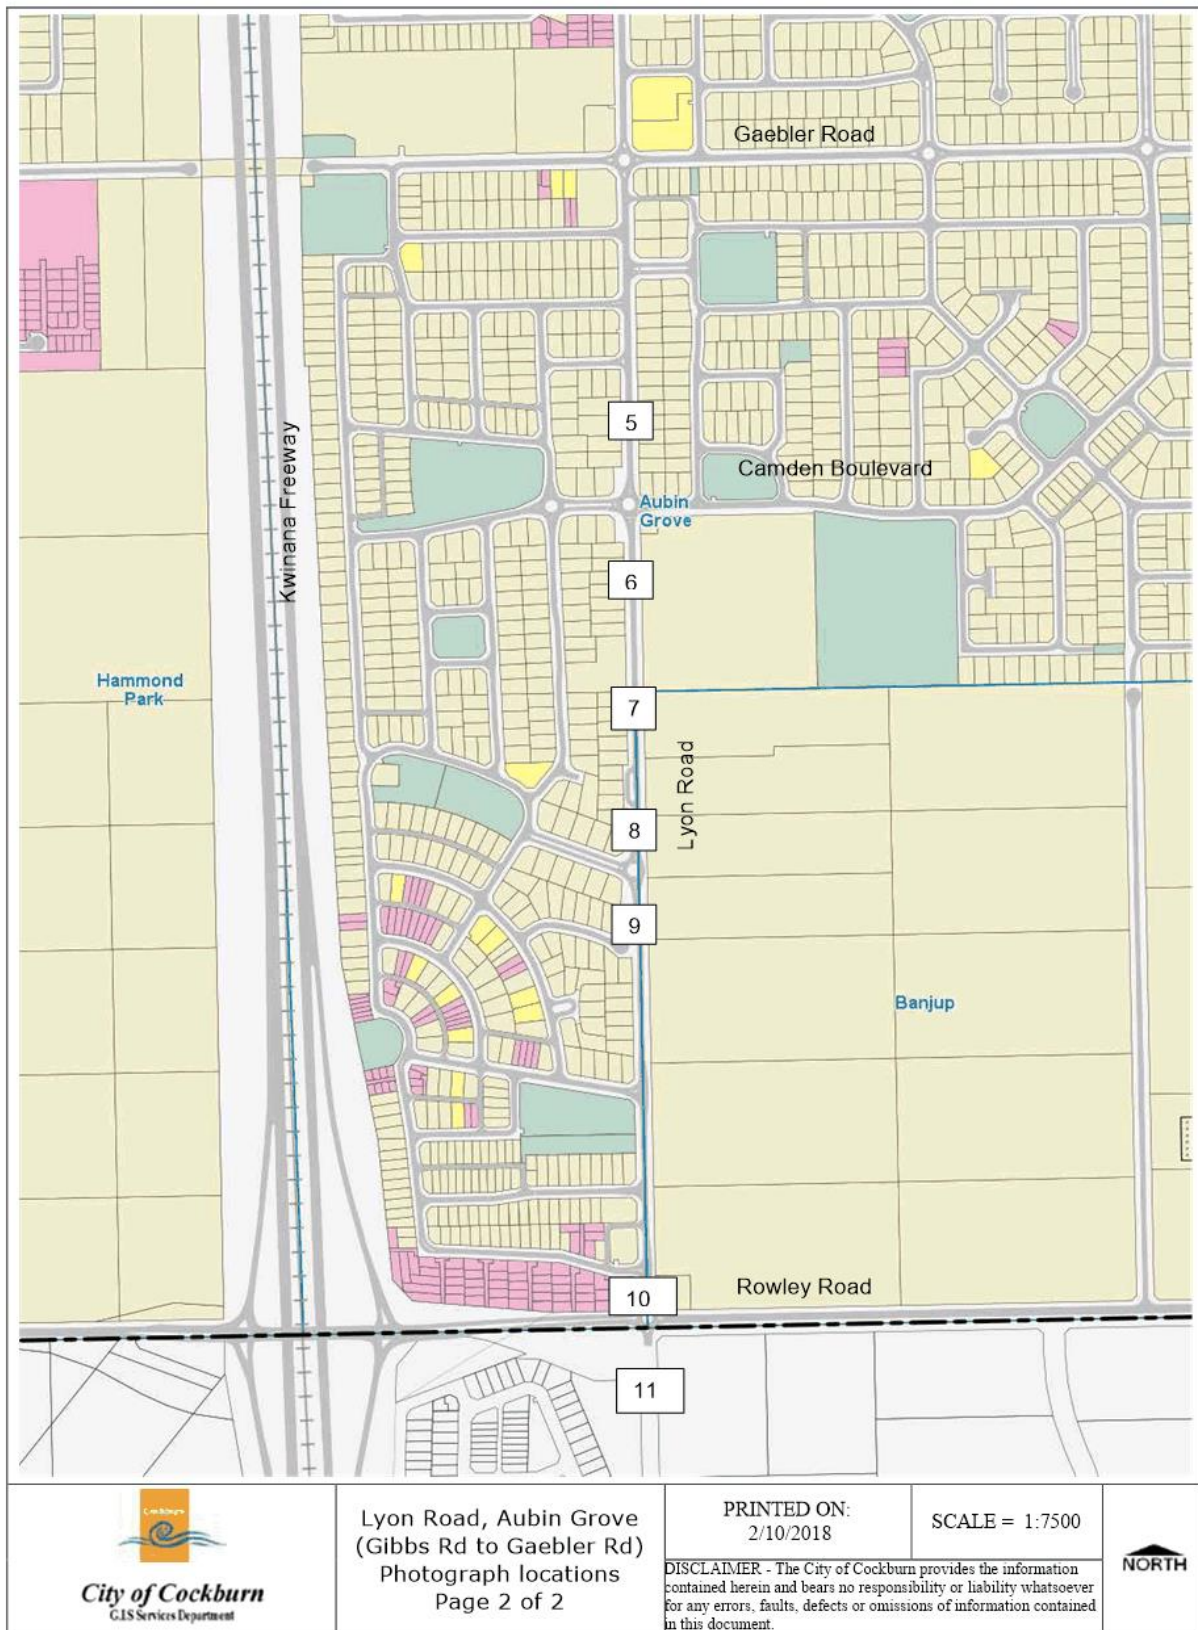 Gaebler Road
5
Camden Boulevard
Kwinana Freeway
Aubin
Grove
6
Hammond
Park
7
Lyon Road
8
9
Banjup
Rowley Road
10
11
Cockburn
City of Cockburn
G.I.S Services Department
Lyon Road, Aubin Grove
(Gibbs Rd to Gaebler Rd)
Photograph locations
Page 2 of 2
PRINTED ON:
2/10/2018
SCALE = 1:7500
DISCLAIMER - The City of Cockburn provides the information
contained herein and bears no responsibility or liability whatsoever
for any errors, faults, defects or omissions of information contained
in this document.
NORTH